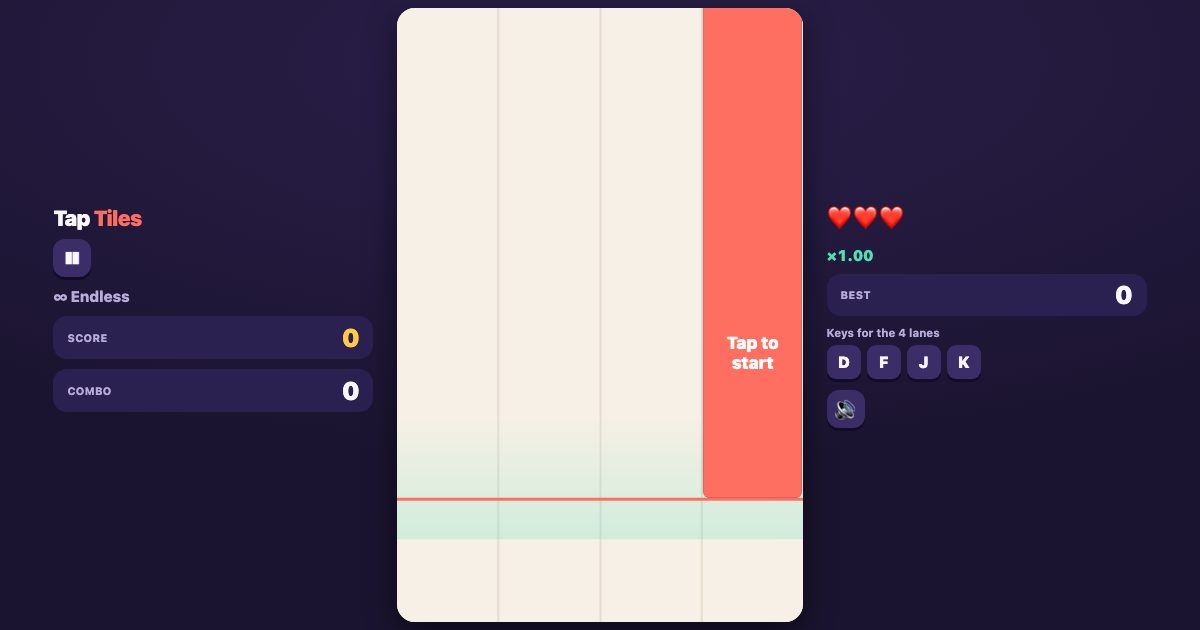 Tap Tiles
∞ Endless
SCORE 0
COMBO 0
Tap to
start
×1.00
BEST 0
Keys for the 4 lanes
D F J K